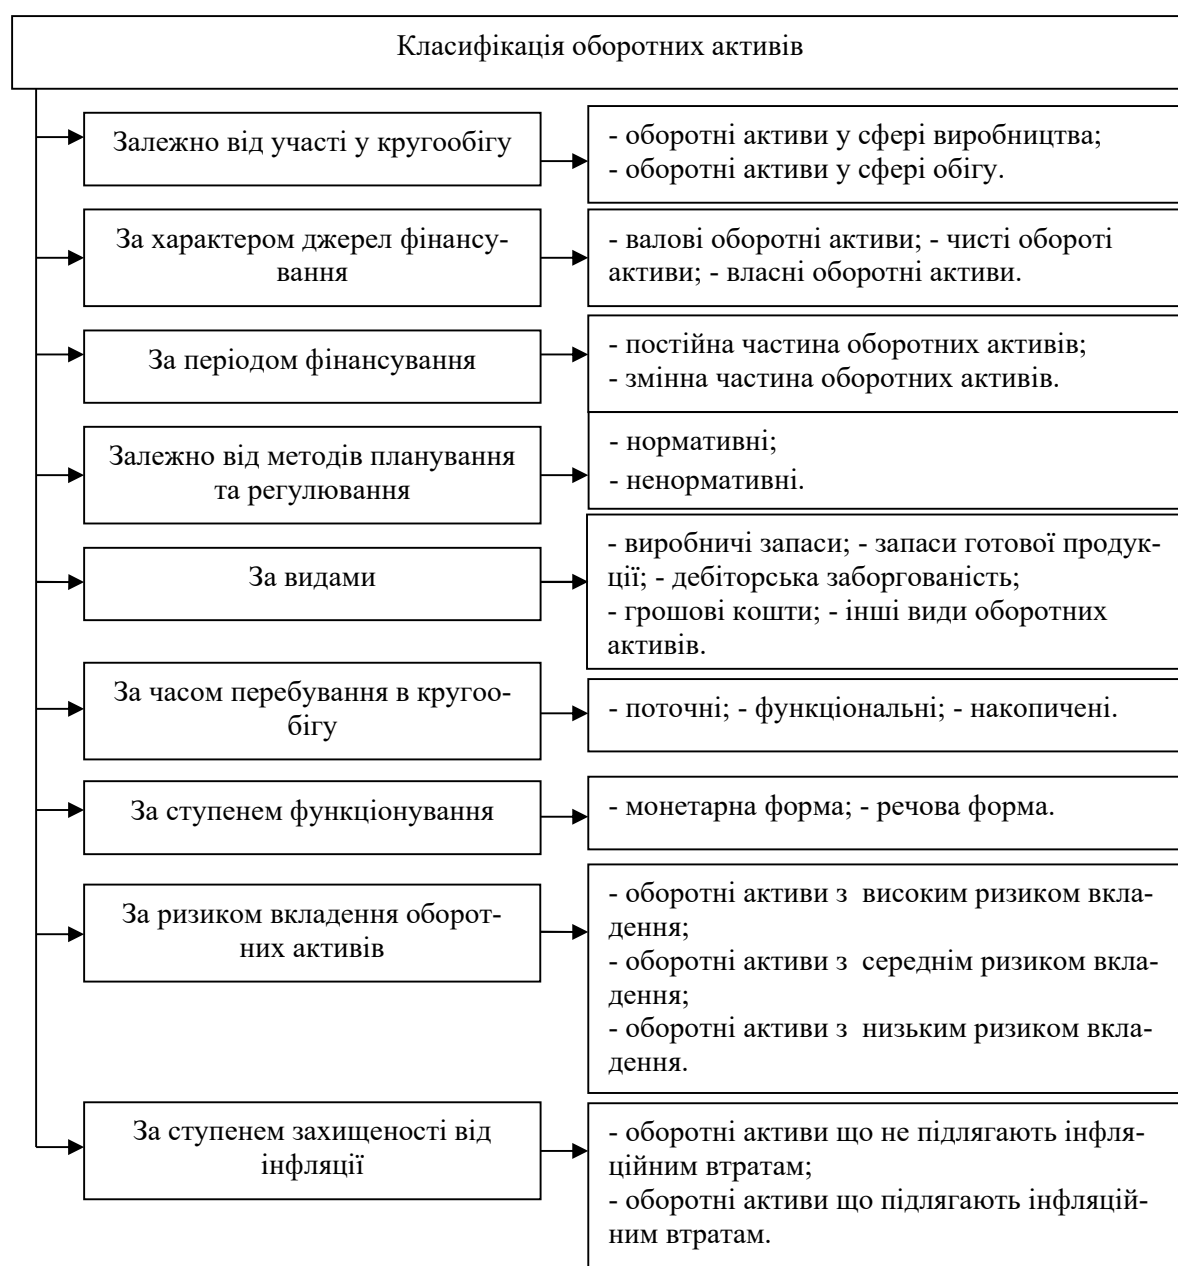 Класифікація оборотних активів
Залежно від участі у кругообігу
- оборотні активи у сфері виробництва;
- оборотні активи у сфері обігу.
За характером джерел фінансу-
вання
- валові оборотні активи; - чисті обороті
активи; - власні оборотні активи.
За періодом фінансування
- постійна частина оборотних активів;
- змінна частина оборотних активів.
Залежно від методів планування
та регулювання
- нормативні;
- ненормативні.
За видами
- виробничі запаси; - запаси готової продук-
ції; - дебіторська заборгованість;
- грошові кошти; - інші види оборотних
активів.
За часом перебування в кругоо-
бігу
- поточні; - функціональні; - накопичені.
За ступенем функціонування
- монетарна форма; - речова форма.
За ризиком вкладення оборот-
них активів
- оборотні активи з  високим ризиком вкла-
дення;
- оборотні активи з  середнім ризиком вкла-
дення;
- оборотні активи з  низьким ризиком вкла-
дення.
За ступенем захищеності від
інфляції
- оборотні активи що не підлягають інфля-
ційним втратам;
- оборотні активи що підлягають інфляцій-
ним втратам.